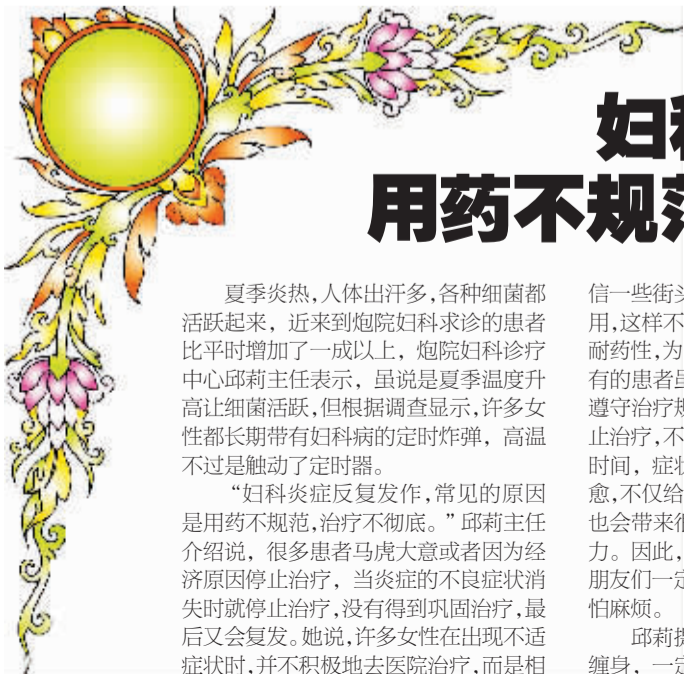 妇
用药不规范
夏季炎热,人体出汗多,各种细菌都
活跃起来，近来到炮院妇科求诊的患者
比平时增加了一成以上，炮院妇科诊疗
中心邱莉主任表示，虽说是夏季温度升
高让细菌活跃,但根据调查显示,许多女
性都长期带有妇科病的定时炸弹，高温
不过是触动了定时器。
“妇科炎症反复发作,常见的原因
是用药不规范,治疗不彻底。”邱莉主任
介绍说，很多患者马虎大意或者因为经
济原因停止治疗，当炎症的不良症状消
失时就停止治疗,没有得到巩固治疗,最
后又会复发。她说,许多女性在出现不适
症状时,并不积极地去医院治疗,而是相
信一些街头
用,这样不
耐药性,为
有的患者虽
遵守治疗规
止治疗,不
时间，症状
愈,不仅给
也会带来很
力。因此,
朋友们一定
怕麻烦。
邱莉提
缠身，一定